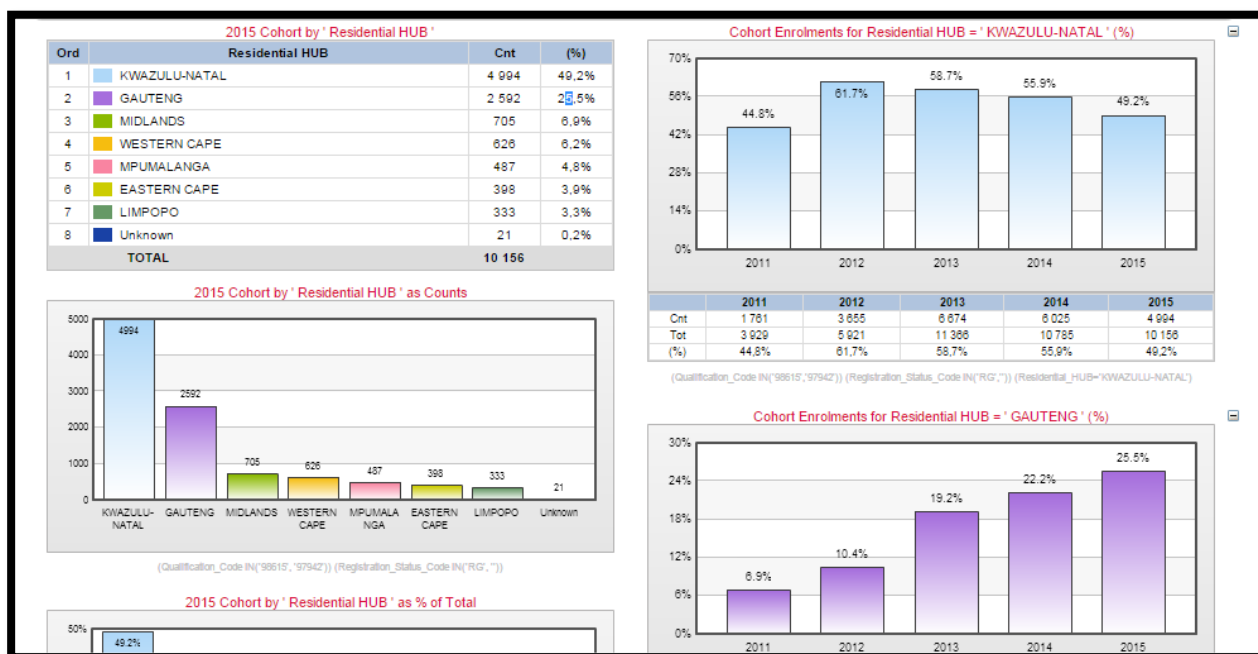 2015 Cohort by ' Residential HUB '
Ord Residential HUB Cnt (%)
1 KWAZULU-NATAL 4 994 49,2%
2 GAUTENG 2 592 25,5%
3 MIDLANDS 705 6,9%
4 WESTERN CAPE 626 6,2%
5 MPUMALANGA 487 4,8%
6 EASTERN CAPE 398 3,9%
7 LIMPOPO 333 3,3%
8 Unknown 21 0,2%
TOTAL 10 156
2015 Cohort by ' Residential HUB ' as Counts
5000
4000
3000
2000
1000
0
4994
2592
705
626
487
398
333
21
KWAZULU-
NATAL
GAUTENG
MIDLANDS
WESTERN
CAPE
MPUMALA
NGA
EASTERN
CAPE
LIMPOPO
Unknown
(Qualification_Code IN('98615', '97942')) (Registration_Status_Code IN('RG', ''))
2015 Cohort by ' Residential HUB ' as % of Total
50%
49.2%
Cohort Enrolments for Residential HUB = ' KWAZULU-NATAL ' (%)
70%
56%
42%
28%
14%
0%
44.8%
61.7%
58.7%
55.9%
49.2%
2011 2012 2013 2014 2015
2011 2012 2013 2014 2015
Cnt 1 761 3 655 6 674 6 025 4 994
Tot 3 929 5 921 11 366 10 785 10 156
(%) 44,8% 61,7% 58,7% 55,9% 49,2%
(Qualification_Code IN('98615','97942')) (Registration_Status_Code IN('RG','')) (Residential_HUB='KWAZULU-NATAL')
Cohort Enrolments for Residential HUB = ' GAUTENG ' (%)
30%
24%
18%
12%
6%
0%
6.9%
10.4%
19.2%
22.2%
25.5%
2011 2012 2013 2014 2015